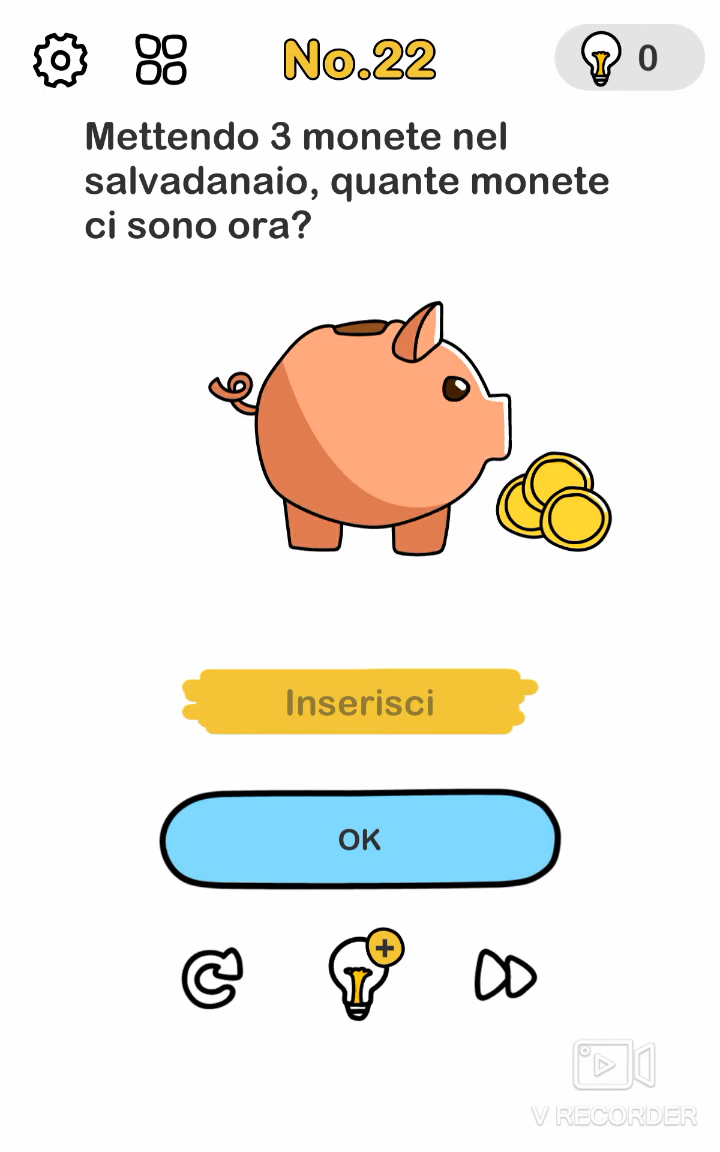 No.22
0
Mettendo 3 monete nel
salvadanaio, quante monete
ci sono ora?
Inserisci
OK
V RECORDER